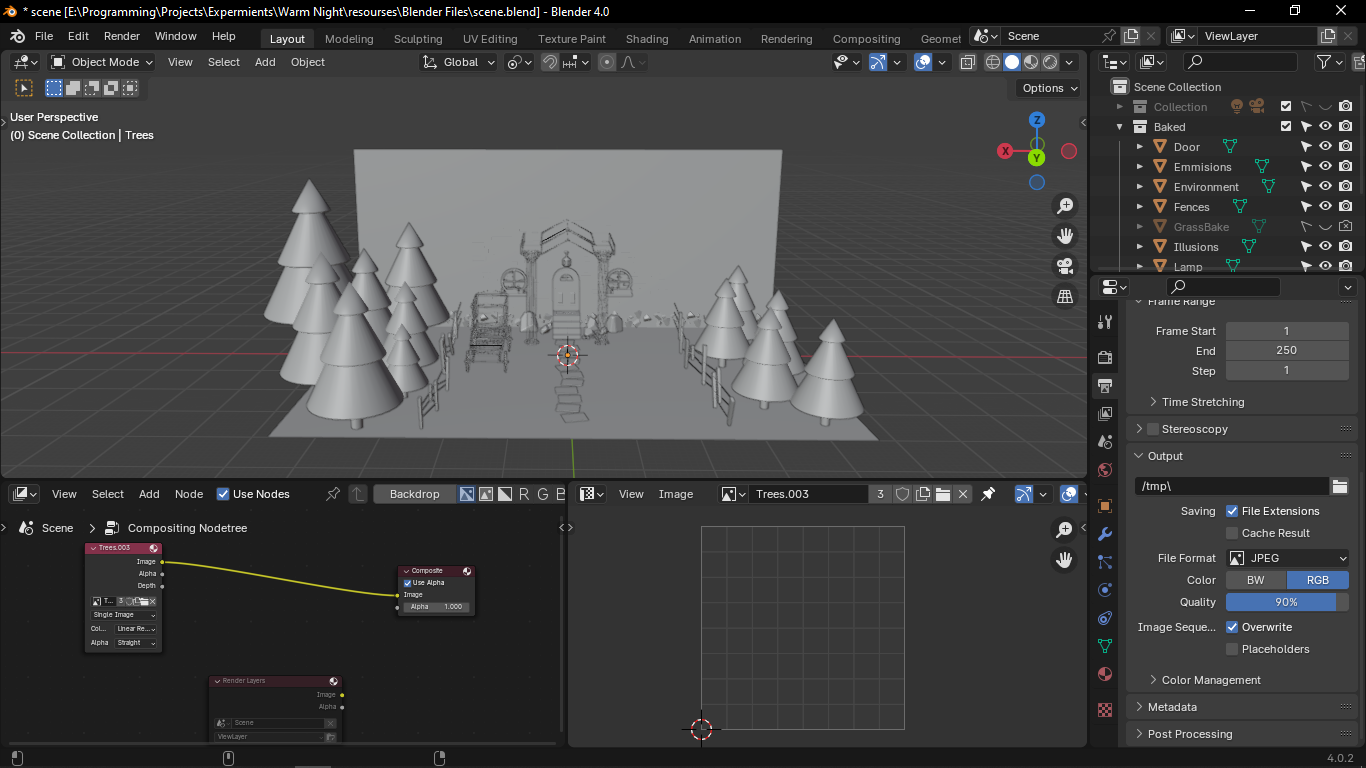 * scene [E:\Programming\Projects\Expermients\Warm Night\resourses\Blender Files\scene.blend] - Blender 4.0
File Edit Render Window Help Layout Modeling Sculpting UV Editing Texture Paint Shading Animation Rendering Compositing Geomet Scene ViewLayer
Object Mode View Select Add Object Global
Options
User Perspective
(0) Scene Collection | Trees
Z
X
Y
Scene Collection
Collection
Baked
Door
Emmisions
Environment
Fences
GrassBake
Illusions
Lamp
Frame Range
Frame Start 1
End 250
Step 1
Time Stretching
Stereoscopy
Output
/tmp\
Saving File Extensions
Cache Result
File Format JPEG
Color BW RGB
Quality 90%
Image Seque... Overwrite
Placeholders
Color Management
Metadata
Post Processing
View Select Add Node Use Nodes Backdrop R G B
Scene > Compositing Nodetree
Trees.003
Image
Alpha
Depth
T... 3
Single Image
Col... Linear Re...
Alpha Straight
Composite
Use Alpha
Image
Alpha 1.000
Render Layers
Image
Alpha
Scene
ViewLayer
View Image Trees.003 3
4.0.2